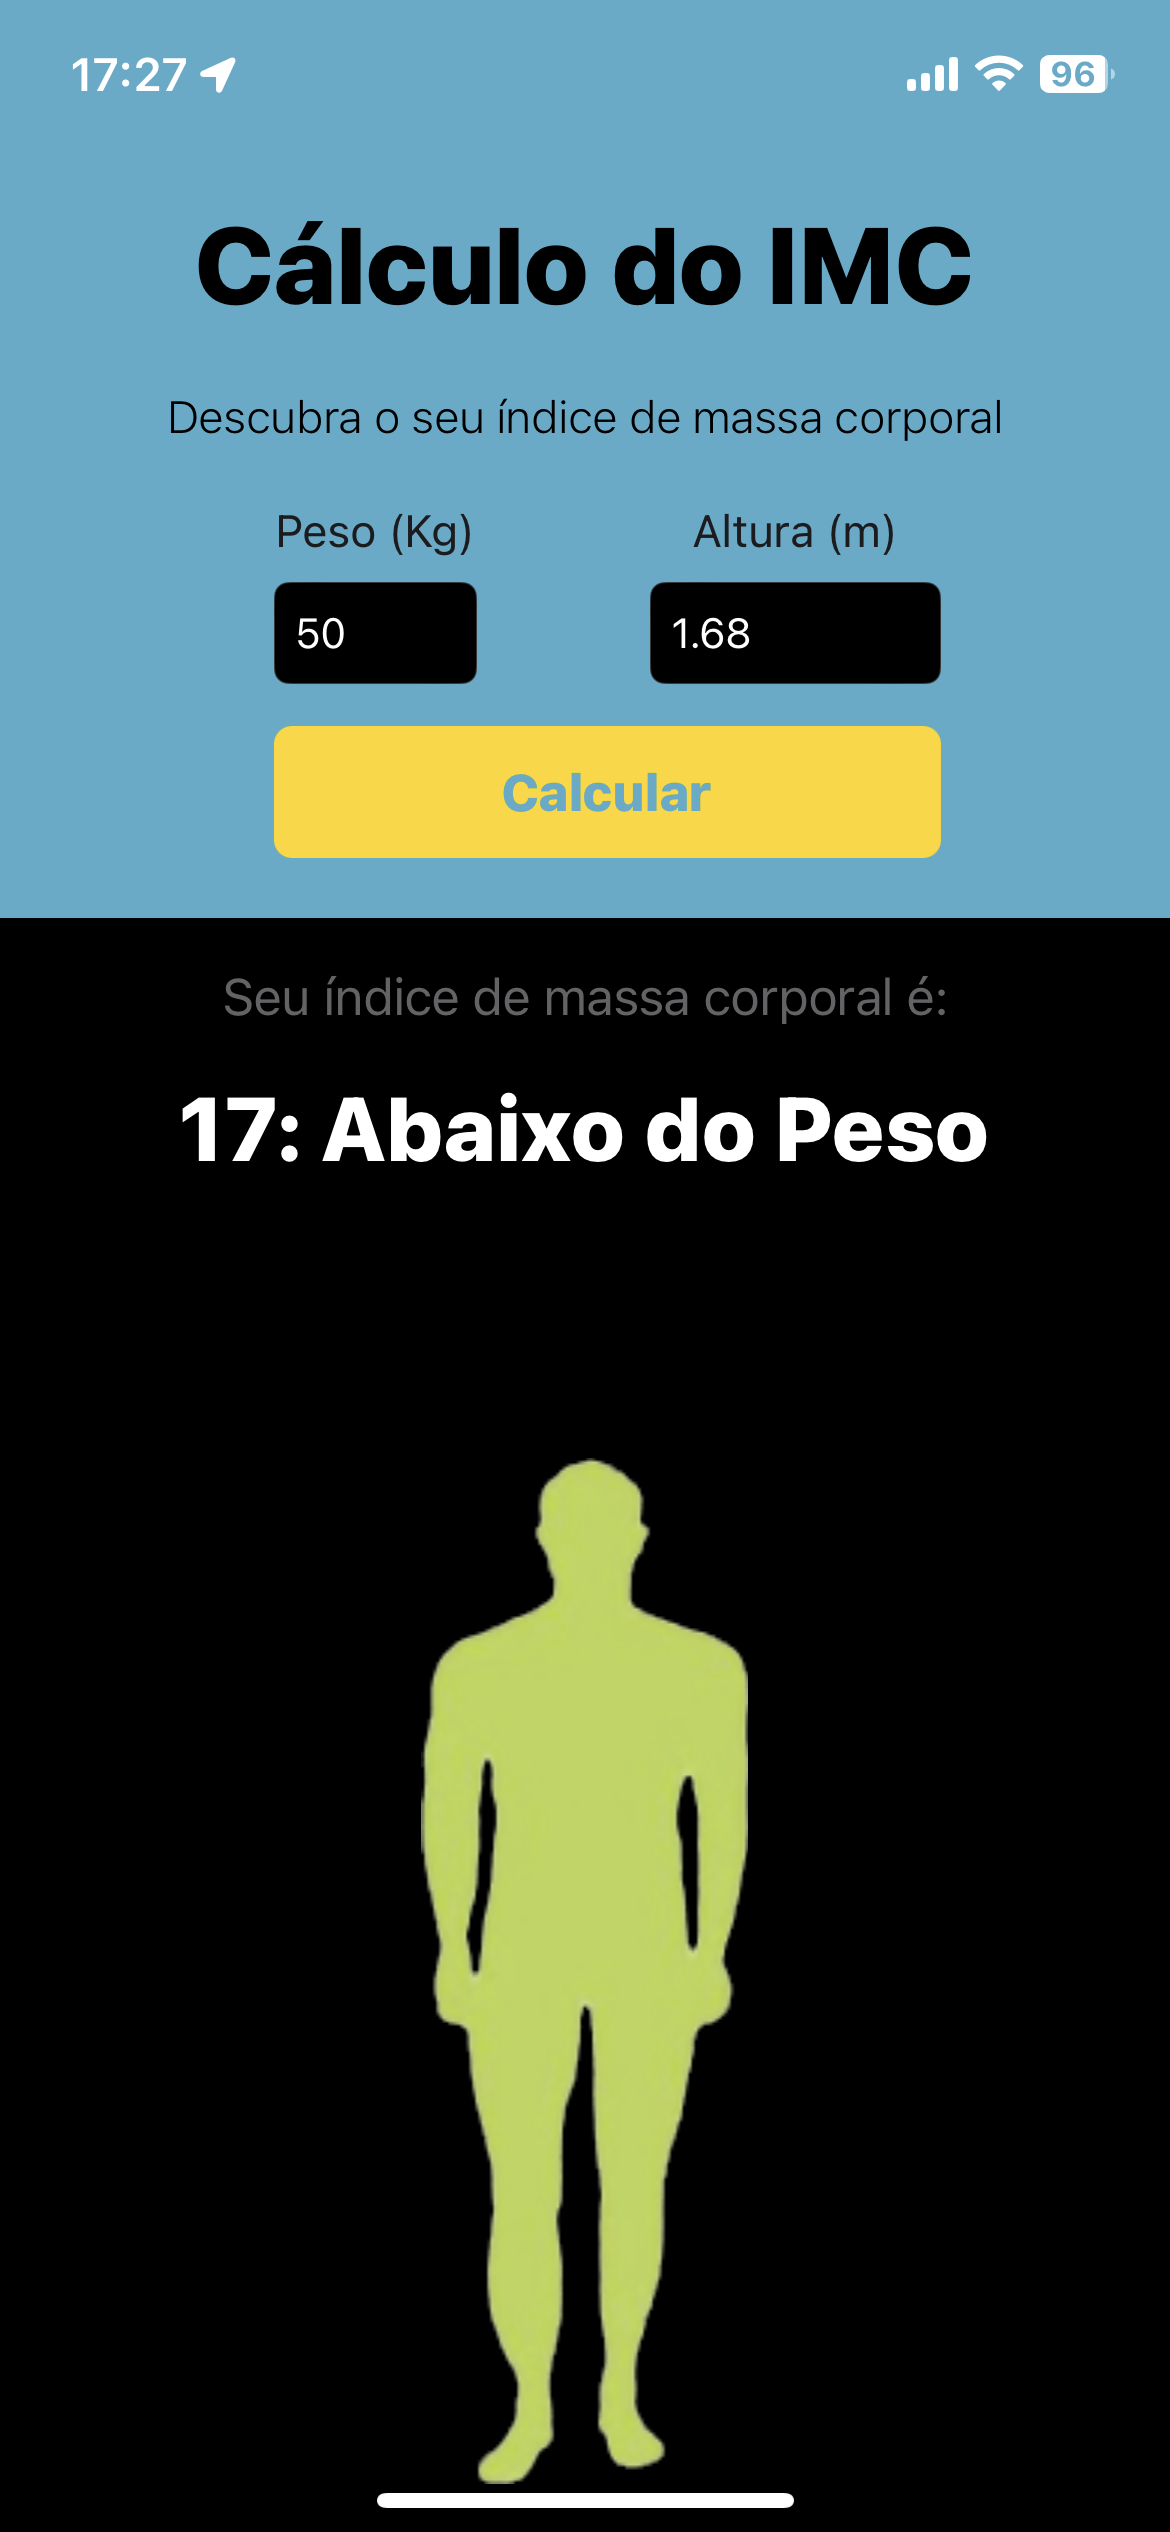 17:27
96
Cálculo do IMC
Descubra o seu índice de massa corporal
Peso (Kg) Altura (m)
50 1.68
Calcular
Seu índice de massa corporal é:
17: Abaixo do Peso